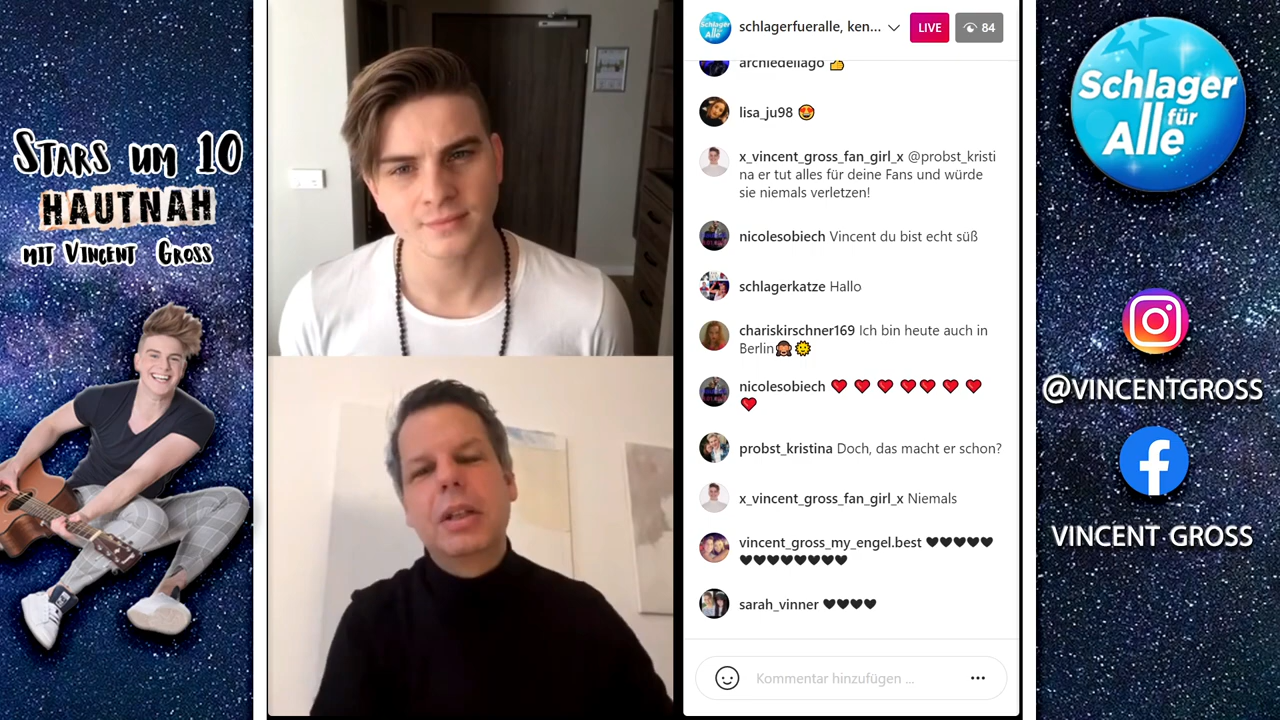 Stars um 10
HAUTNAH
mit Vincent Gross
schlagerfueralle, ken...
LIVE
84
archiedellago 👍
lisa_ju98 😍
x_vincent_gross_fan_girl_x @probst_kristi
na er tut alles für deine Fans und würde
sie niemals verletzen!
nicolesobiech Vincent du bist echt süß
schlagerkatze Hallo
chariskirschner169 Ich bin heute auch in
Berlin🙈🌞
nicolesobiech ❤️ ❤️ ❤️ ❤️❤️ ❤️ ❤️
❤️
probst_kristina Doch, das macht er schon?
x_vincent_gross_fan_girl_x Niemals
vincent_gross_my_engel.best ♥♥♥♥♥
♥♥♥♥♥♥♥♥
sarah_vinner ♥♥♥♥
Kommentar hinzufügen ...
Schlager
für
Alle
@VINCENTGROSS
VINCENT GROSS